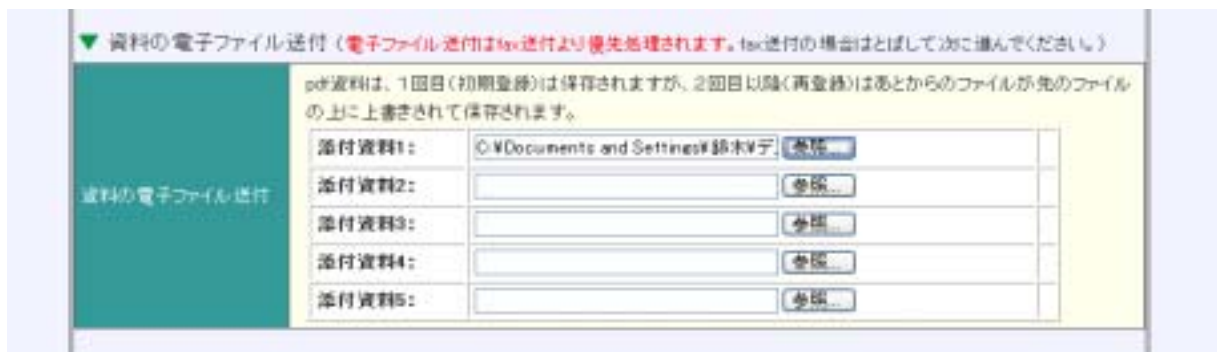 ▼ 資料の電子ファイル送付（電子ファイル送付はfax送付より優先処理されます。fax送付の場合はとばして次に進んでください。）
pdf資料は、1回目(初期登録)は保存されますが、2回目以降(再登録)はあとからのファイルが先のファイル
の上に上書きされて保存されます。
資料の電子ファイル送付
添付資料1： C:¥Documents and Settings¥鈴木¥デ 参照...
添付資料2： 参照...
添付資料3： 参照...
添付資料4： 参照...
添付資料5： 参照...